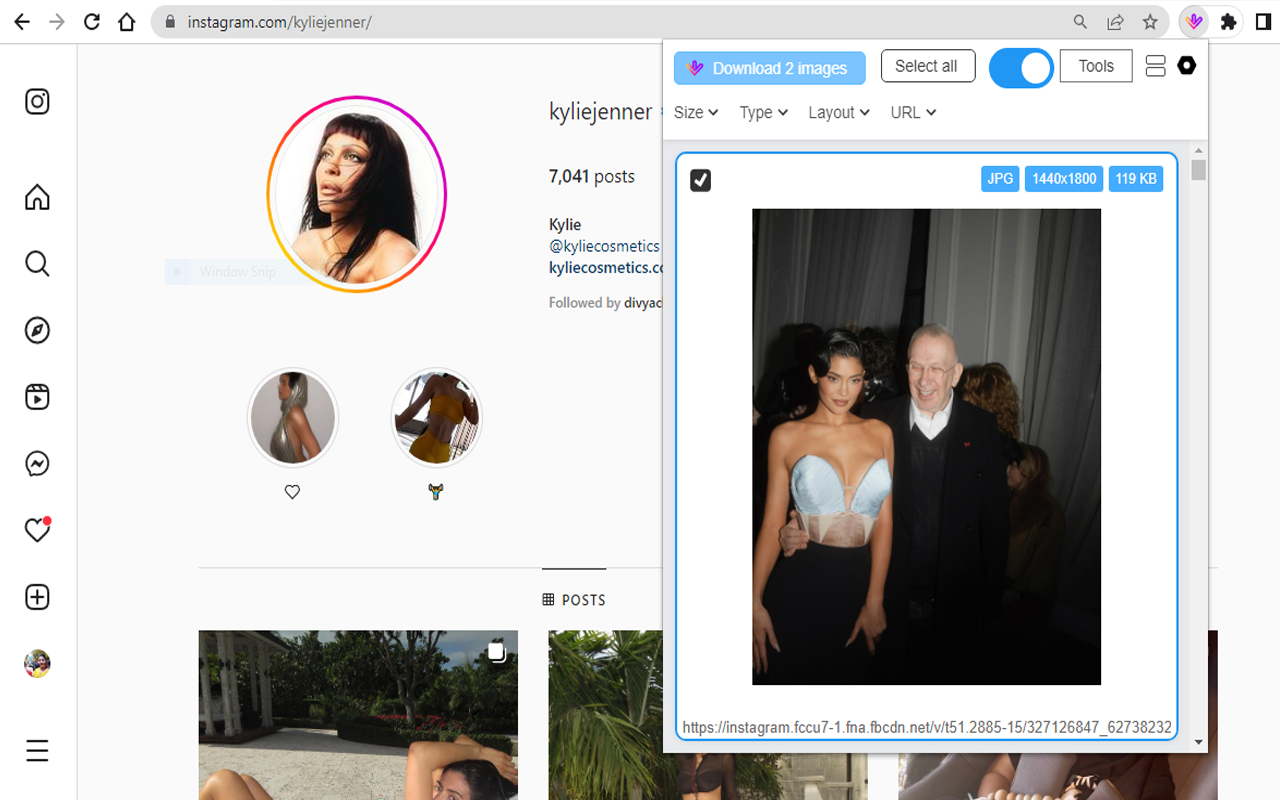 instagram.com/kyliejenner/
Download 2 images
Select all
Tools
Size
Type
Layout
URL
kyliejenner
7,041 posts
Kylie
@kyliecosmetics
kyliecosmetics.co
Followed by divyad
Window Snip
JPG
1440x1800
119 KB
POSTS
https://instagram.fccu7-1.fna.fbcdn.net/v/t51.2885-15/327126847_62738232